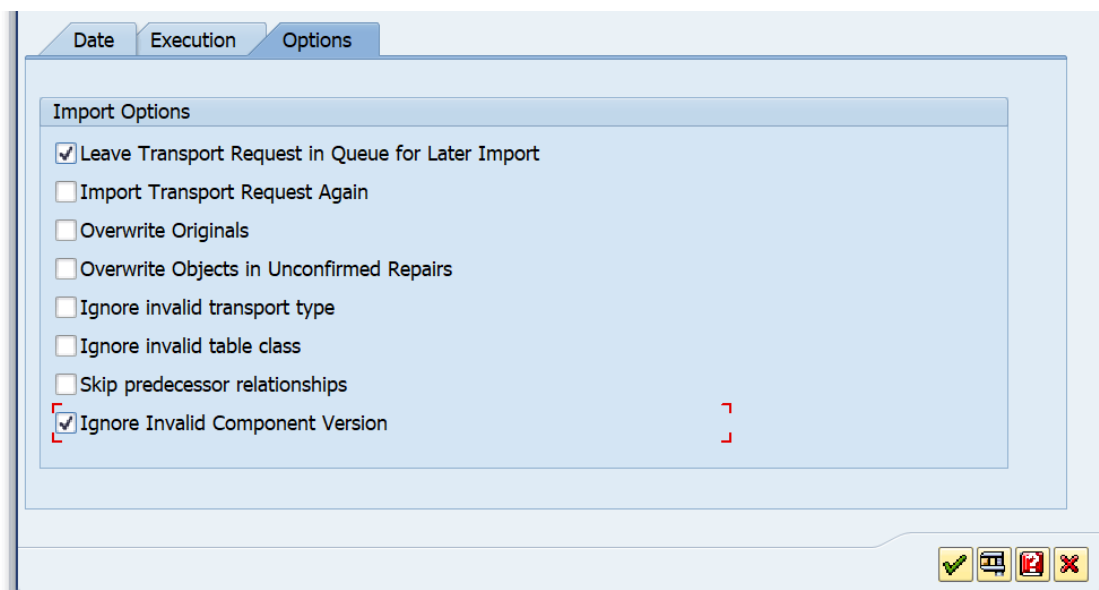 Date Execution Options
Import Options
Leave Transport Request in Queue for Later Import
Import Transport Request Again
Overwrite Originals
Overwrite Objects in Unconfirmed Repairs
Ignore invalid transport type
Ignore invalid table class
Skip predecessor relationships
Ignore Invalid Component Version